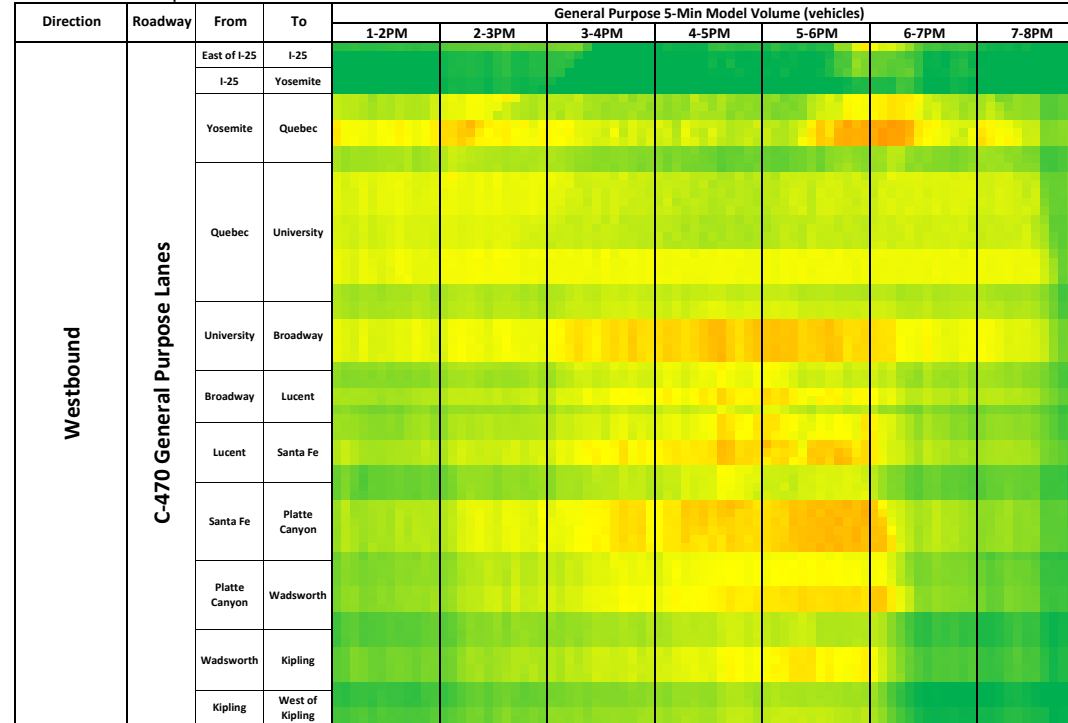 General Purpose 5-Min Model Volume (vehicles)
Direction Roadway From To
1-2PM 2-3PM 3-4PM 4-5PM 5-6PM 6-7PM 7-8PM
Westbound
C-470 General Purpose Lanes
East of I-25 I-25
I-25 Yosemite
Yosemite Quebec
Quebec University
University Broadway
Broadway Lucent
Lucent Santa Fe
Santa Fe Platte
Canyon
Platte
Canyon Wadsworth
Wadsworth Kipling
Kipling West of
Kipling